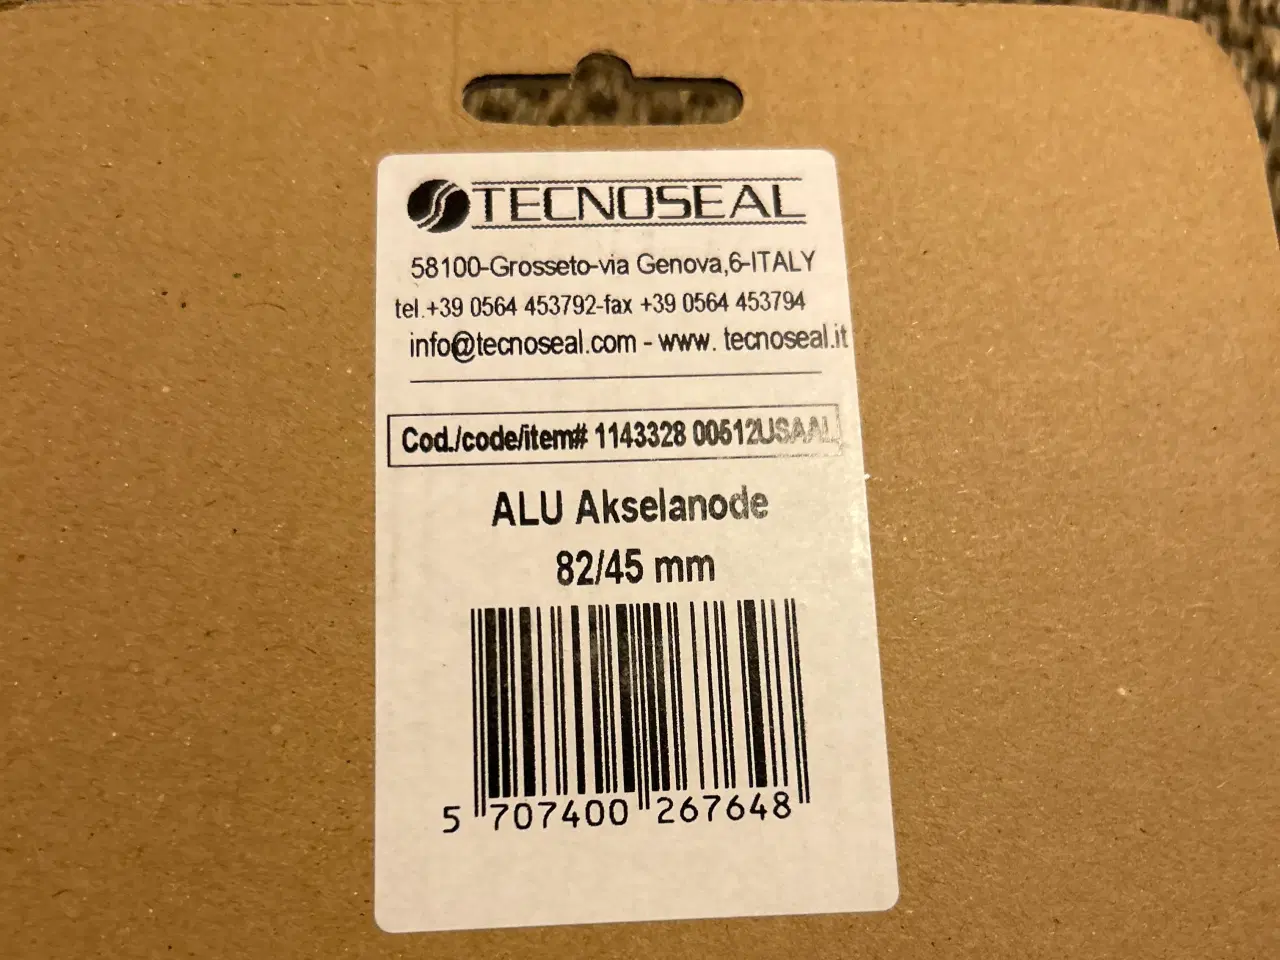 TECNOSEAL
58100-Grosseto-via Genova,6-ITALY
tel.+39 0564 453792-fax +39 0564 453794
info@tecnoseal.com - www. tecnoseal.it
Cod./code/item# 1143328 00512USAAL
ALU Akselanode
82/45 mm
5 707400 267648